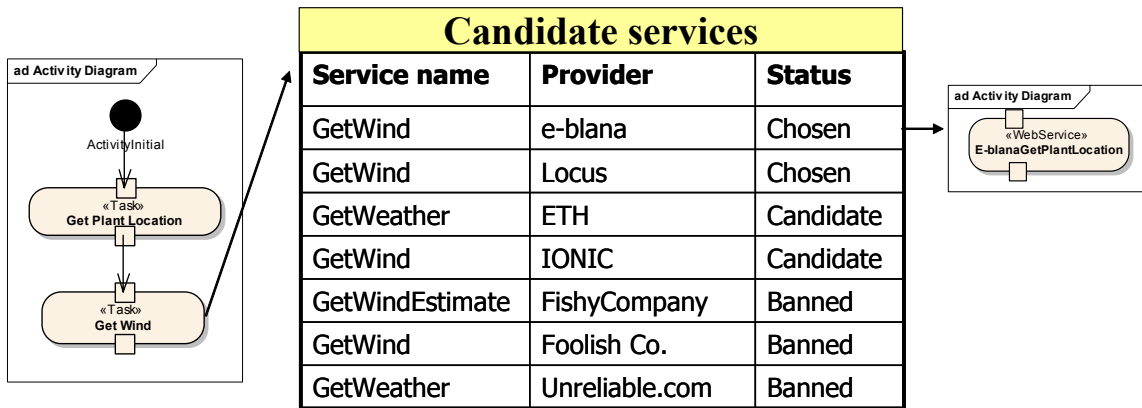 ad Activity Diagram
ActivityInitial
«Task»
Get Plant Location
«Task»
Get Wind
Candidate services
Service name Provider Status
GetWind e-blana Chosen
GetWind Locus Chosen
GetWeather ETH Candidate
GetWind IONIC Candidate
GetWindEstimate FishyCompany Banned
GetWind Foolish Co. Banned
GetWeather Unreliable.com Banned
ad Activity Diagram
«WebService»
E-blanaGetPlantLocation